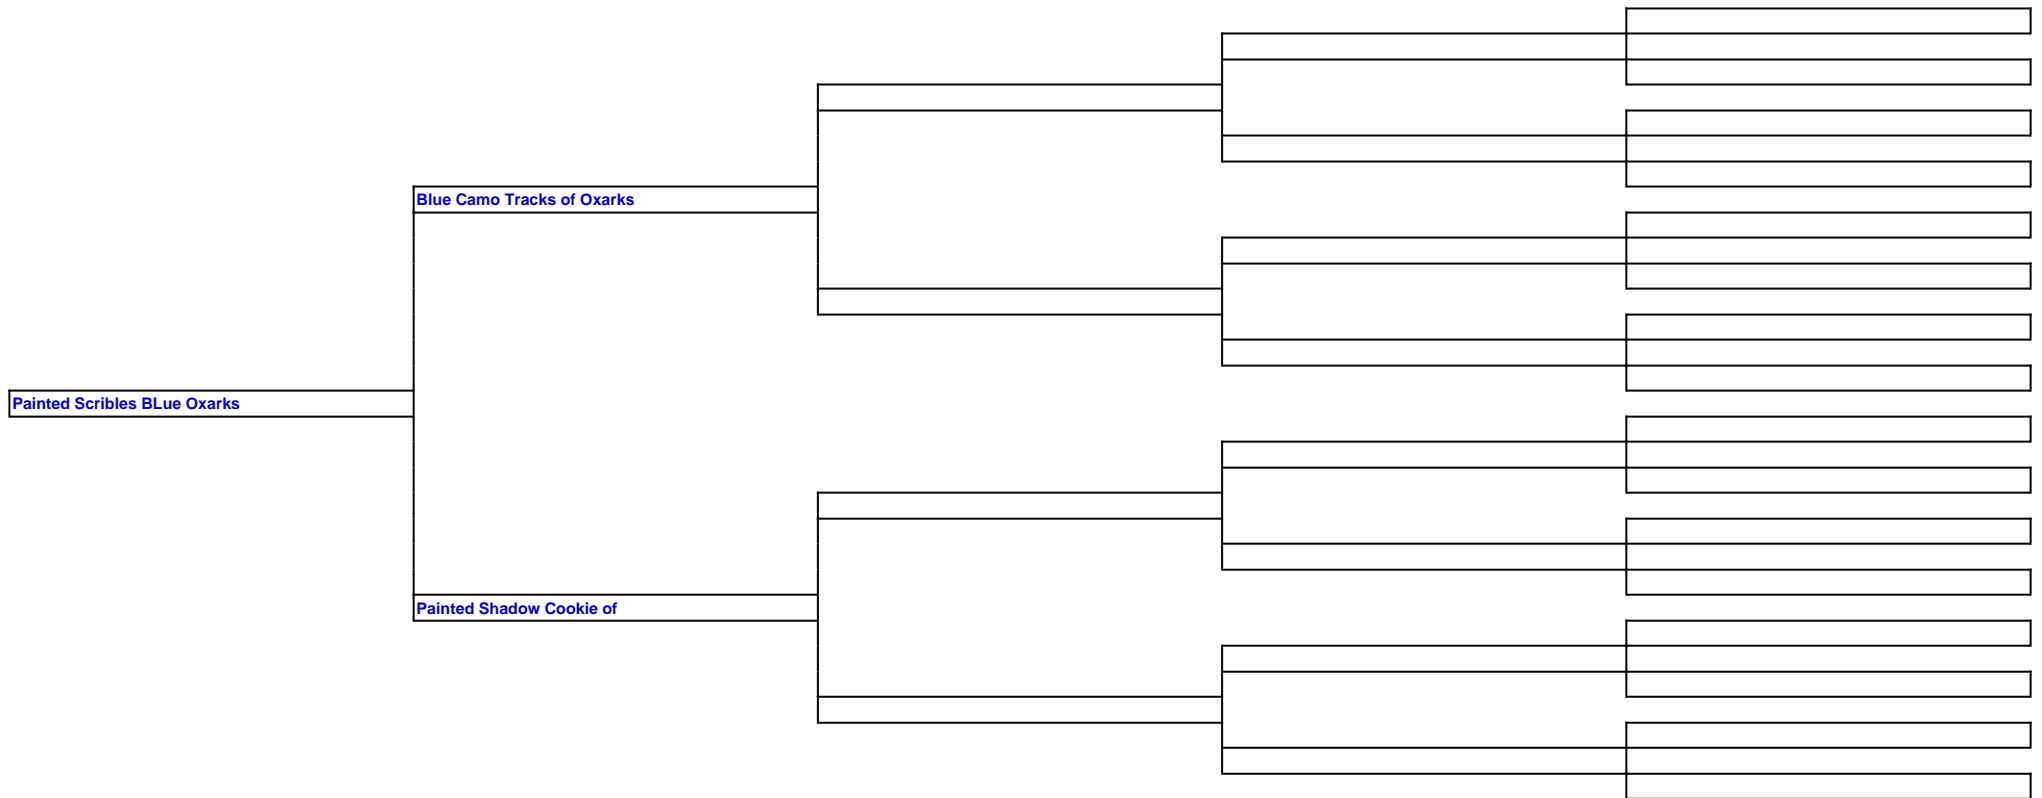 Blue Camo Tracks of Oxarks
Painted Scribles BLue Oxarks
Painted Shadow Cookie of